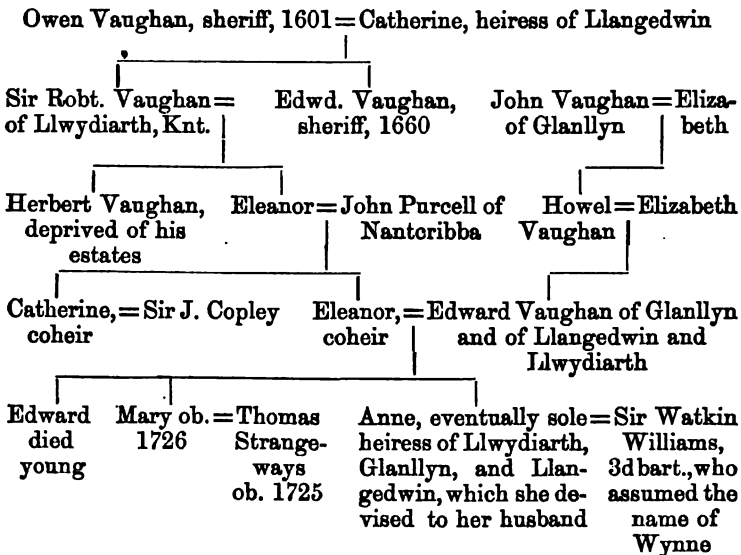 Owen Vaughan, sheriff, 1601=Catherine, heiress of Llangedwin
Sir Robt. Vaughan=
of Llwydiarth, Knt.
Edwd. Vaughan,
sheriff, 1660
John Vaughan=Eliza-
of Glanllyn beth
Herbert Vaughan,
deprived of his
estates
Eleanor=John Purcell of
Nantcribba
Howel=Elizabeth
Vaughan
Catherine,=Sir J. Copley
coheir
Eleanor,=Edward Vaughan of Glanllyn
coheir and of Llangedwin and
Llwydiarth
Edward
died
young
Mary ob.=Thomas
1726 Strange-
ways
ob. 1725
Anne, eventually sole=Sir Watkin
heiress of Llwydiarth, Williams,
Glanllyn, and Llan- 3d bart., who
gedwin, which she de- assumed the
vised to her husband name of
Wynne